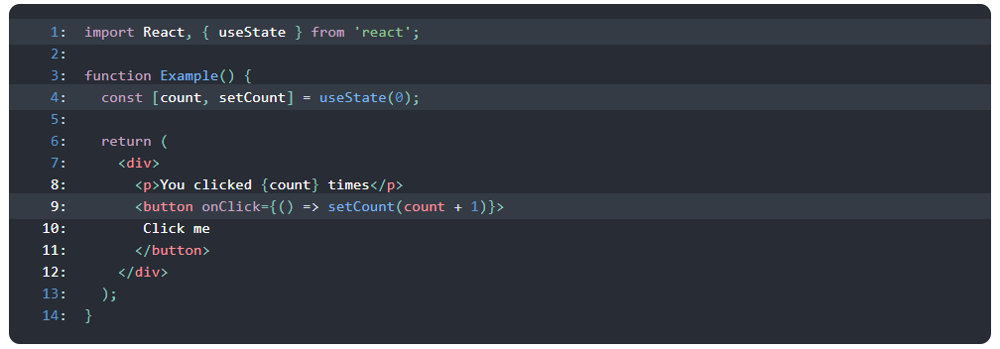 1: import React, { useState } from 'react';
2:
3: function Example() {
4:   const [count, setCount] = useState(0);
5:
6:   return (
7:     <div>
8:       <p>You clicked {count} times</p>
9:       <button onClick={() => setCount(count + 1)}>
10:        Click me
11:       </button>
12:     </div>
13:   );
14: }